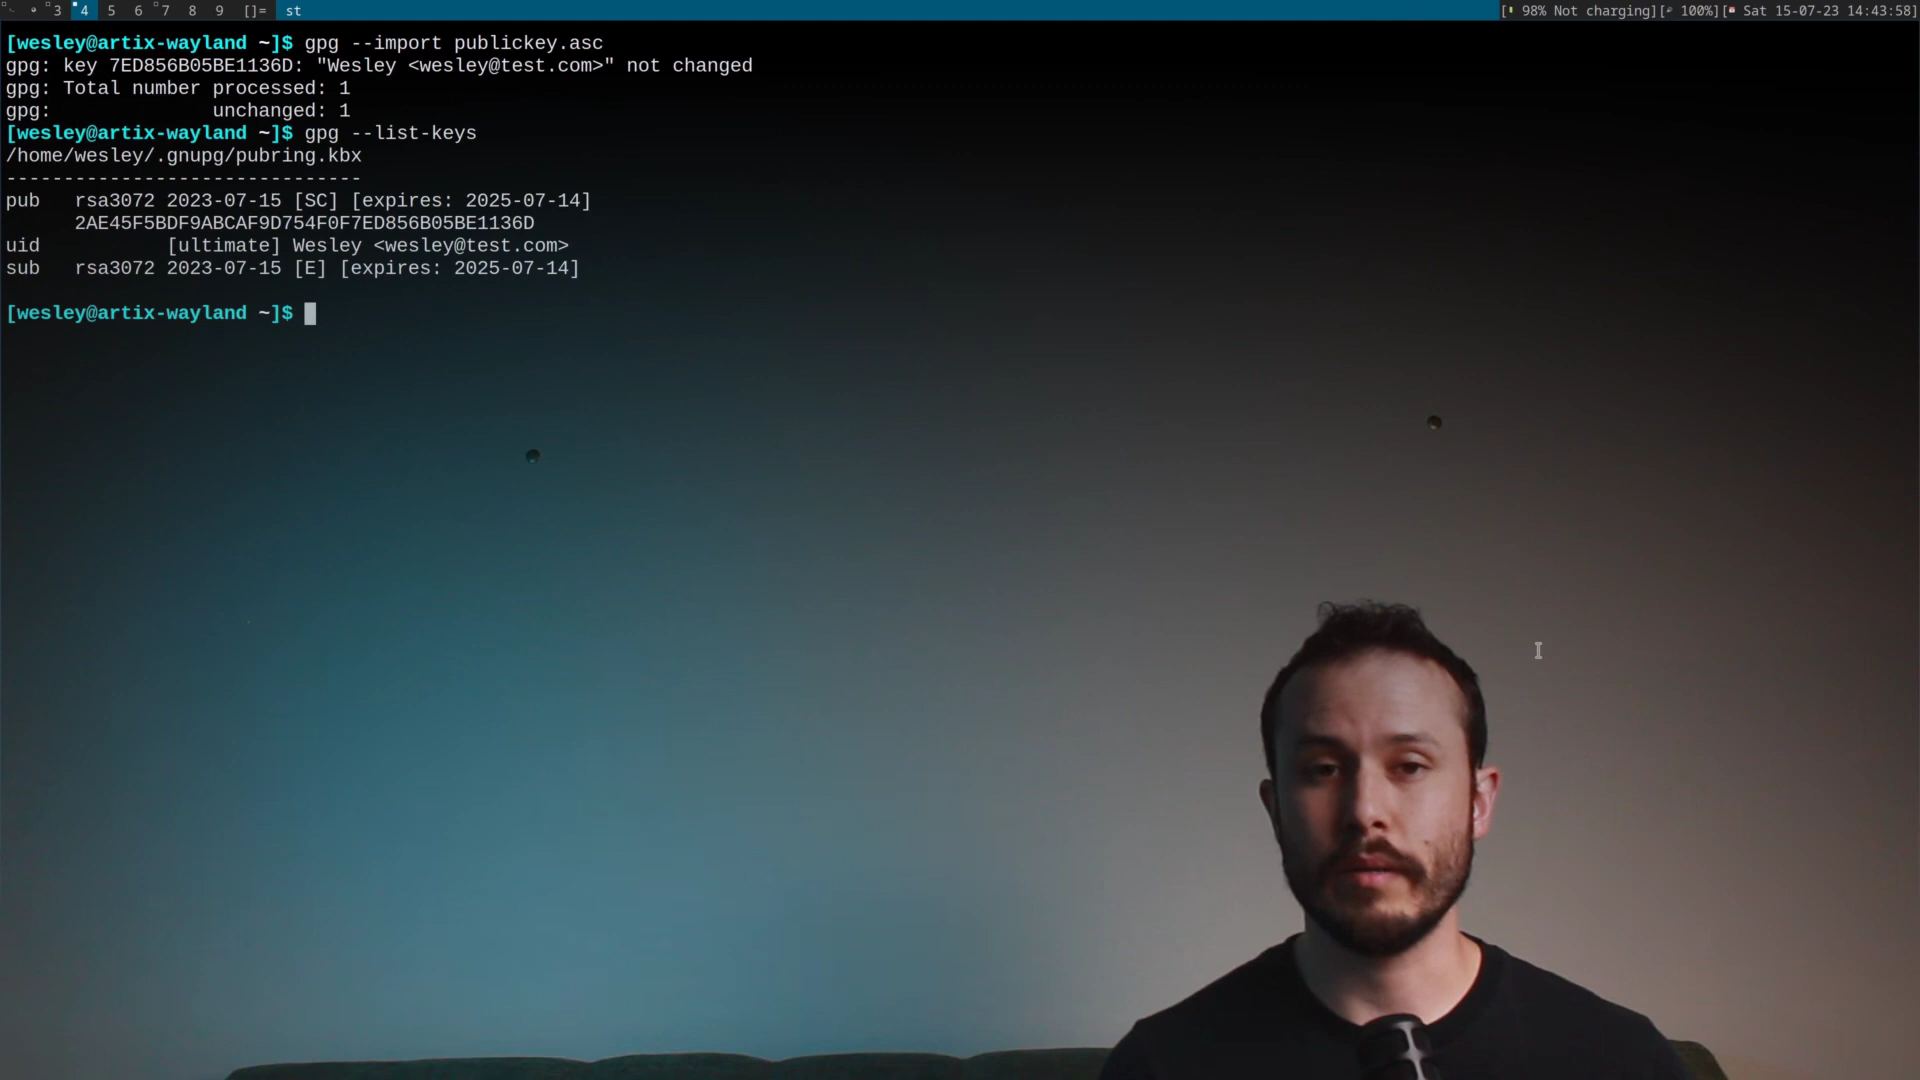 3 4 5 6 7 8 9 []= st [ 98% Not charging][ 100%][ Sat 15-07-23 14:43:58]
[wesley@artix-wayland ~]$ gpg --import publickey.asc
gpg: key 7ED856B05BE1136D: "Wesley <wesley@test.com>" not changed
gpg: Total number processed: 1
gpg:              unchanged: 1
[wesley@artix-wayland ~]$ gpg --list-keys
/home/wesley/.gnupg/pubring.kbx
-------------------------------
pub   rsa3072 2023-07-15 [SC] [expires: 2025-07-14]
      2AE45F5BDF9ABCAF9D754F0F7ED856B05BE1136D
uid           [ultimate] Wesley <wesley@test.com>
sub   rsa3072 2023-07-15 [E] [expires: 2025-07-14]
[wesley@artix-wayland ~]$